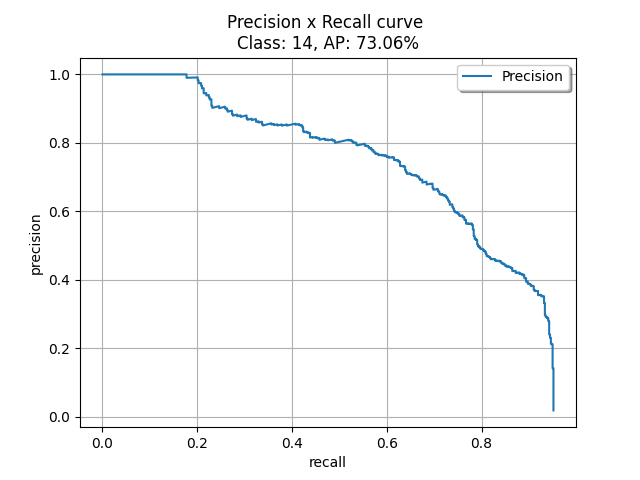 Precision x Recall curve
Class: 14, AP: 73.06%
Precision
1.0
0.8
0.6
0.4
0.2
0.0
precision
0.0 0.2 0.4 0.6 0.8
recall